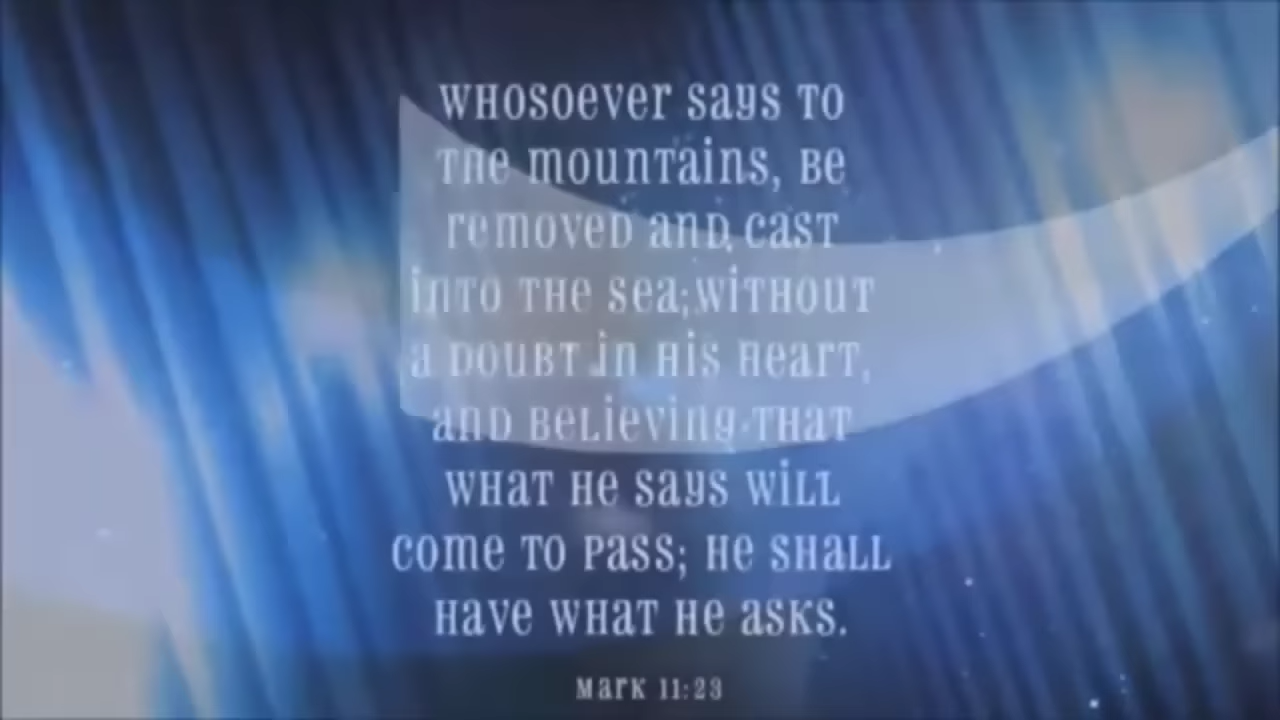 WHOSOEVER SAYS TO
THE MOUNTAINS, BE
REMOVED AND CAST
INTO THE SEA; WITHOUT
A DOUBT IN HIS HEART,
AND BELIEVING THAT
WHAT HE SAYS WILL
COME TO PASS; HE SHALL
HAVE WHAT HE ASKS.
MARK 11:23